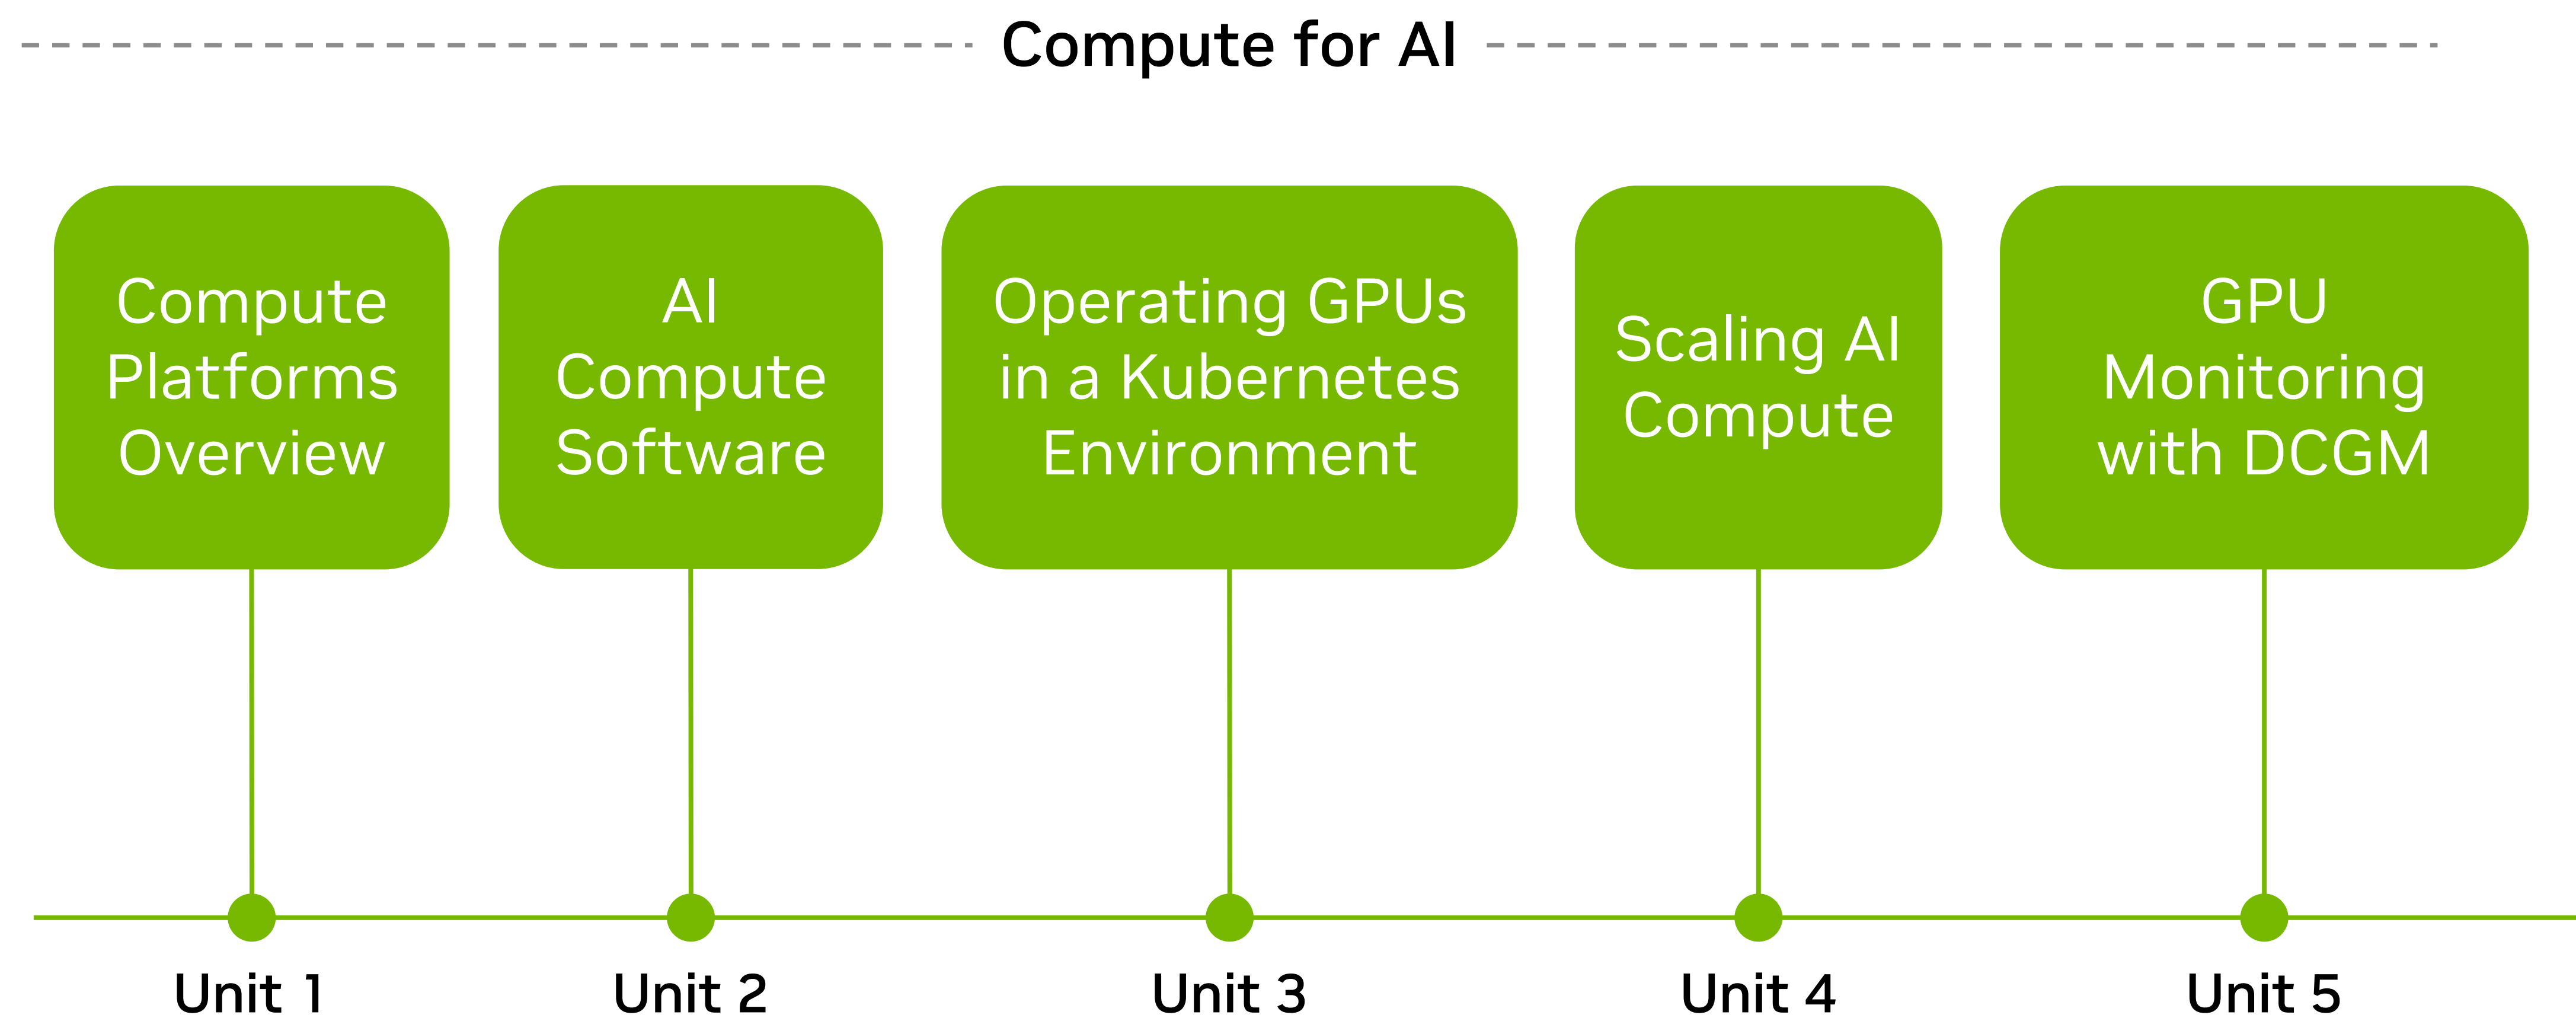 Compute for AI
Compute
Platforms
Overview
AI
Compute
Software
Operating GPUs
in a Kubernetes
Environment
Scaling AI
Compute
GPU
Monitoring
with DCGM
Unit 1
Unit 2
Unit 3
Unit 4
Unit 5